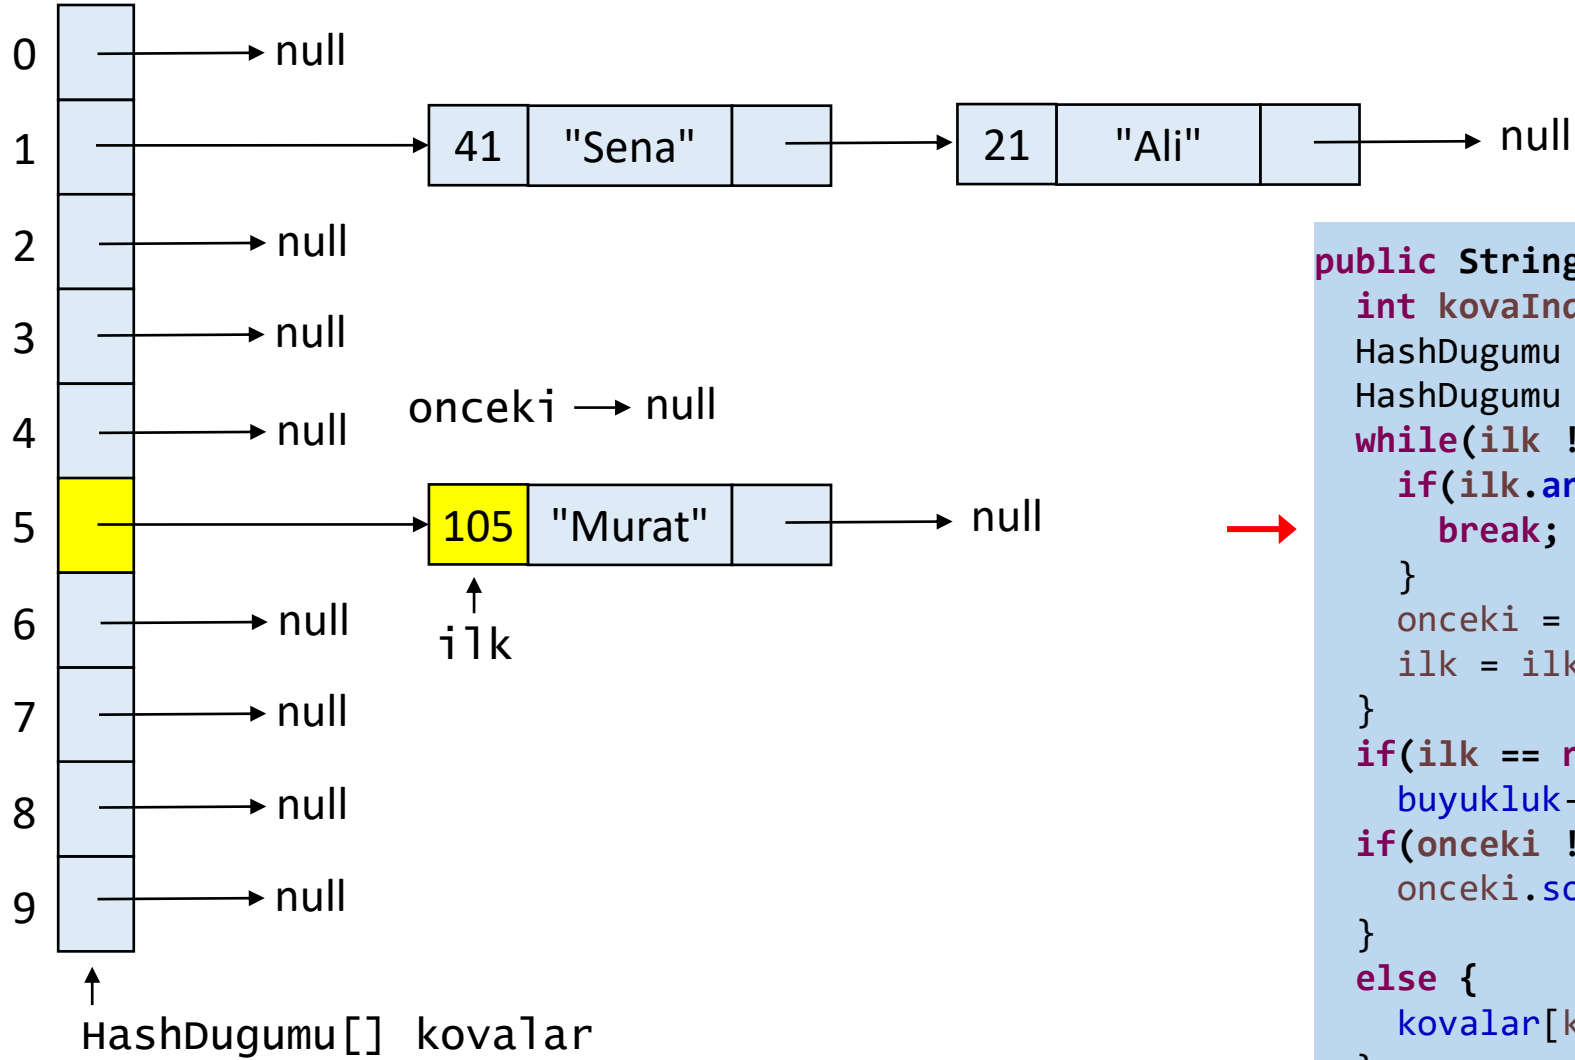 0 null
1 41 "Sena" 21 "Ali" null
2 null
3 null
4 null
onceki null
5 105 "Murat" null
ilk
6 null
7 null
8 null
9 null
HashDugumu[] kovalar
public String
int kovaInd
HashDugumu
HashDugumu
while(ilk !
if(ilk.an
break;
}
onceki =
ilk = ilk
}
if(ilk == n
buyukluk-
if(onceki !
onceki.so
}
else {
kovalar[k
}